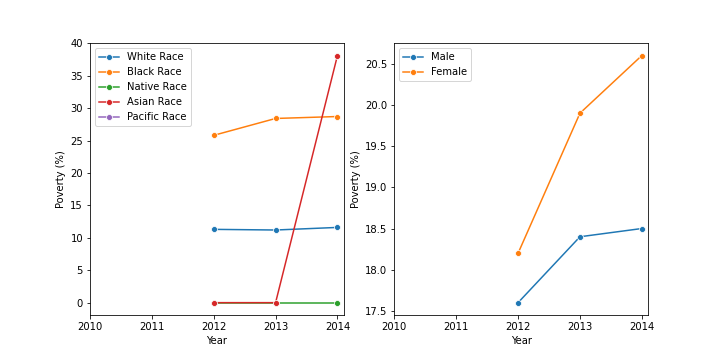 40
35
30
25
20
15
10
5
0
Poverty (%)
2010 2011 2012 2013 2014
Year
White Race
Black Race
Native Race
Asian Race
Pacific Race
20.5
20.0
19.5
19.0
18.5
18.0
17.5
Poverty (%)
2010 2011 2012 2013 2014
Year
Male
Female